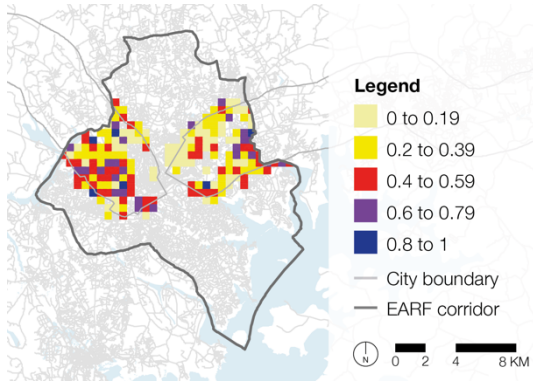 Legend
0 to 0.19
0.2 to 0.39
0.4 to 0.59
0.6 to 0.79
0.8 to 1
City boundary
EARF corridor
N
0 2 4 8 KM